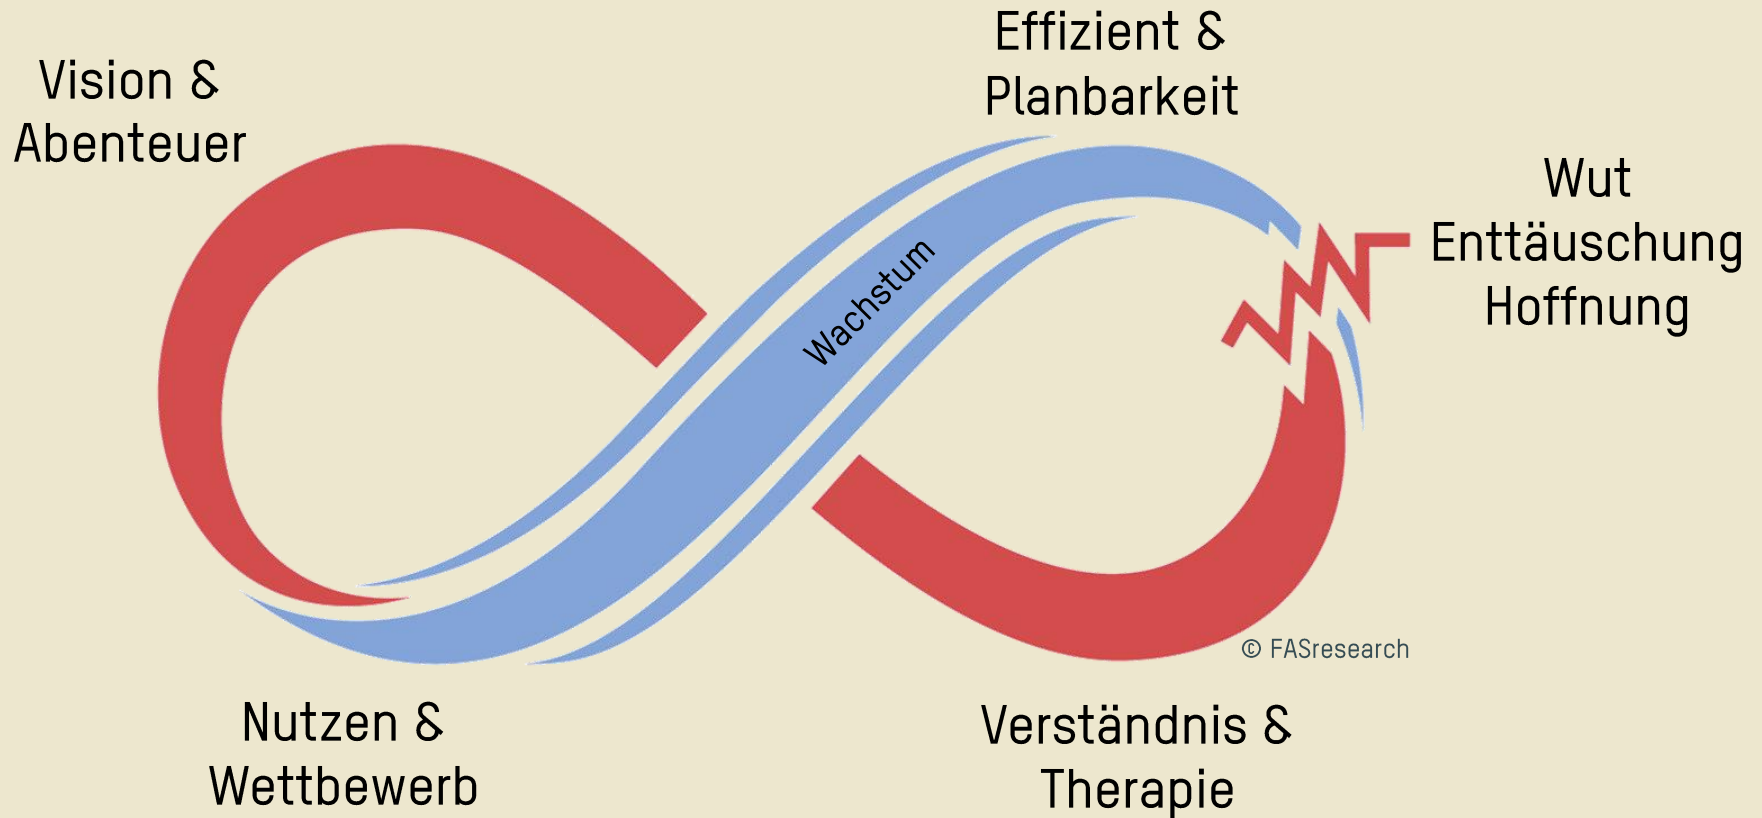 Vision &
Abenteuer
Effizient &
Planbarkeit
Wut
Enttäuschung
Hoffnung
Wachstum
Nutzen &
Wettbewerb
Verständnis &
Therapie
© FASresearch